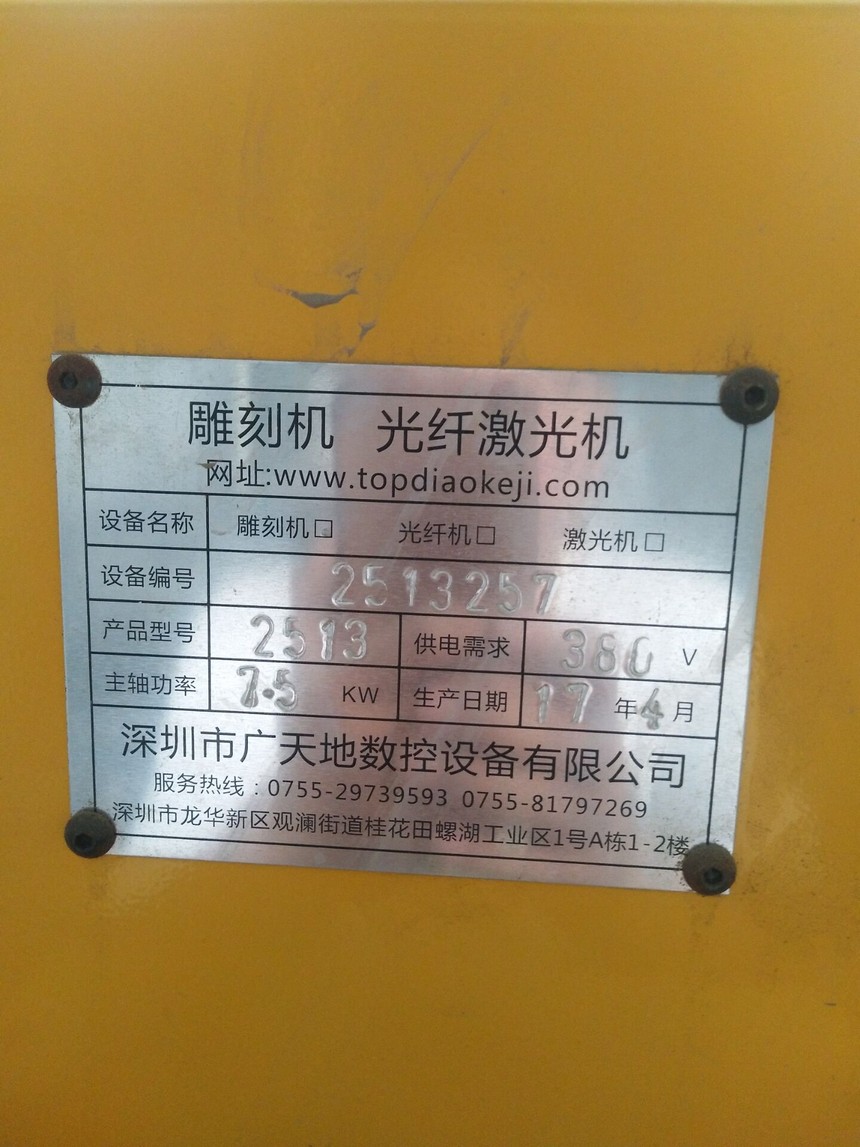 雕刻机 光纤激光机
网址:www.topdiaokeji.com
设备名称 雕刻机□ 光纤机□ 激光机□
设备编号 2513257
产品型号 2513 供电需求 380 V
主轴功率 7.5 KW 生产日期 17 年 4 月
深圳市广天地数控设备有限公司
服务热线：0755-29739593 0755-81797269
深圳市龙华新区观澜街道桂花田螺湖工业区1号A栋1-2楼